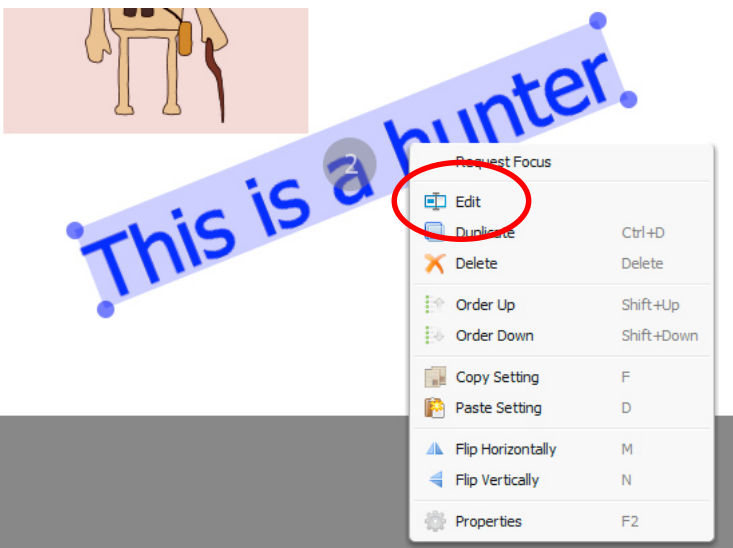 This is a hunter
2
Request Focus
Edit
Duplicate Ctrl+D
Delete Delete
Order Up Shift+Up
Order Down Shift+Down
Copy Setting F
Paste Setting D
Flip Horizontally M
Flip Vertically N
Properties F2